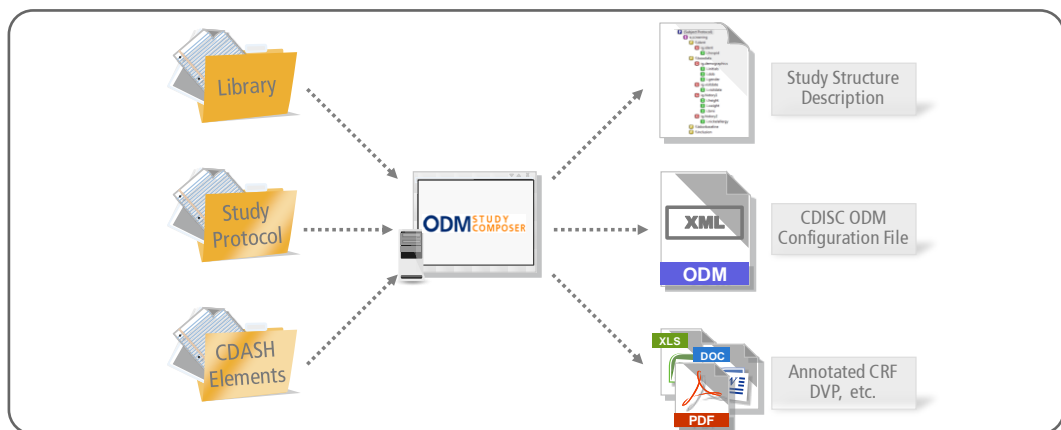 Library
Study
Protocol
CDASH
Elements
ODM STUDY
COMPOSER
Study Structure
Description
XML
ODM
CDISC ODM
Configuration File
XLS
DOC
PDF
Annotated CRF
DVP, etc.